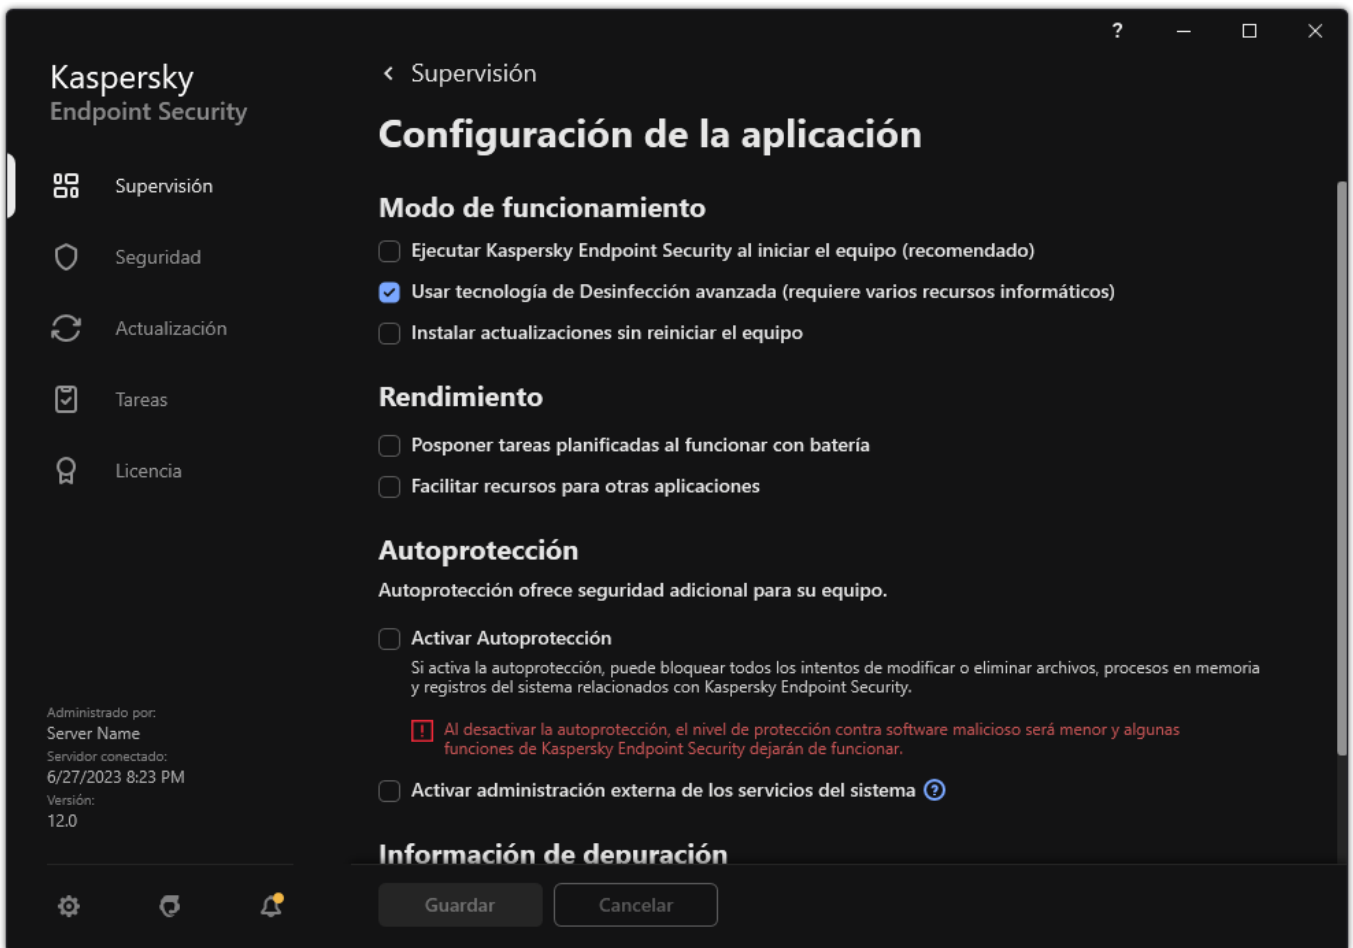 ?
Kaspersky
Endpoint Security
Supervisión
Seguridad
Actualización
Tareas
Licencia
Administrado por:
Server Name
Servidor conectado:
6/27/2023 8:23 PM
Versión:
12.0
Supervisión
Configuración de la aplicación
Modo de funcionamiento
Ejecutar Kaspersky Endpoint Security al iniciar el equipo (recomendado)
Usar tecnología de Desinfección avanzada (requiere varios recursos informáticos)
Instalar actualizaciones sin reiniciar el equipo
Rendimiento
Posponer tareas planificadas al funcionar con batería
Facilitar recursos para otras aplicaciones
Autoprotección
Autoprotección ofrece seguridad adicional para su equipo.
Activar Autoprotección
Si activa la autoprotección, puede bloquear todos los intentos de modificar o eliminar archivos, procesos en memoria
y registros del sistema relacionados con Kaspersky Endpoint Security.
Al desactivar la autoprotección, el nivel de protección contra software malicioso será menor y algunas
funciones de Kaspersky Endpoint Security dejarán de funcionar.
Activar administración externa de los servicios del sistema ?
Información de depuración
Guardar
Cancelar